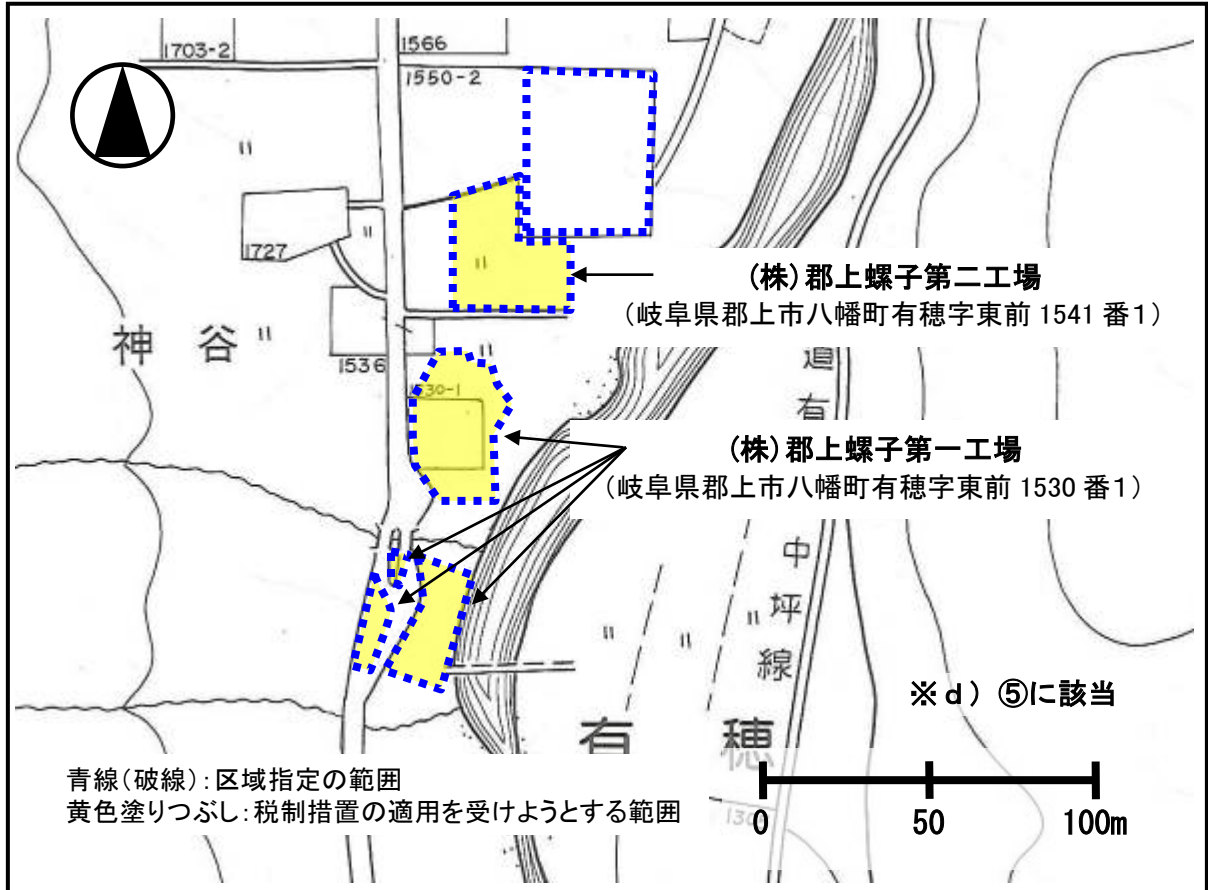 1703-2
1566
1550-2
1727
(株)郡上螺子第二工場
(岐阜県郡上市八幡町有穂字東前 1541 番1)
神谷
1536
1530-1
道有
(株)郡上螺子第一工場
(岐阜県郡上市八幡町有穂字東前 1530 番1)
中坪線
※d) ⑤に該当
有穂
青線(破線):区域指定の範囲
黄色塗りつぶし:税制措置の適用を受けようとする範囲
0 50 100m